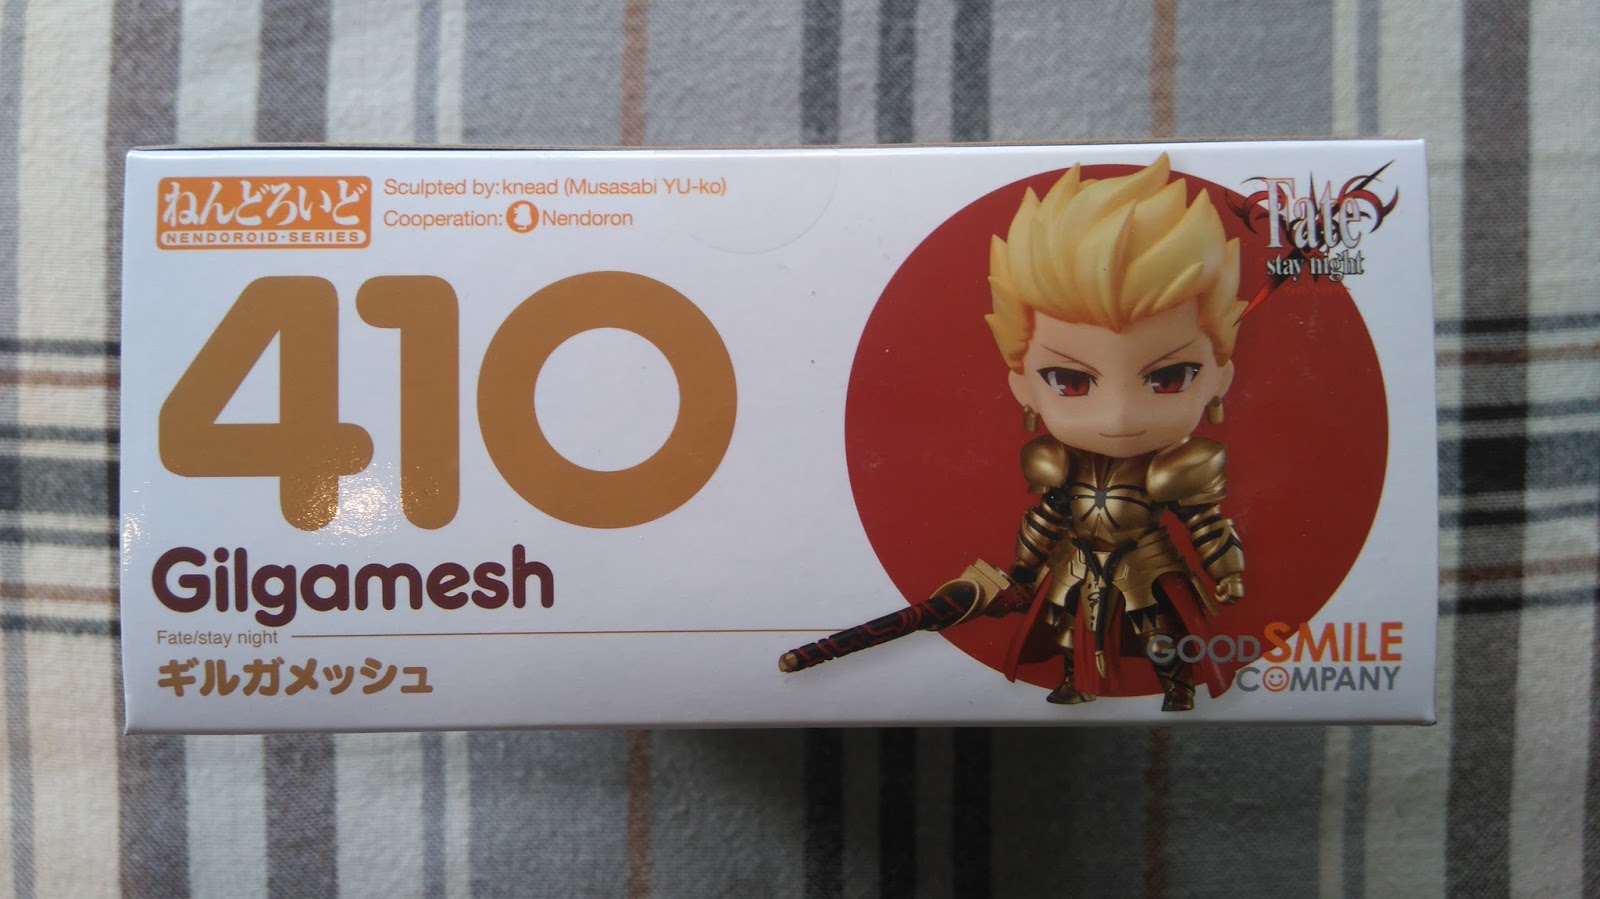 ねんどろいど
NENDOROID・SERIES
Sculpted by: knead (Musasabi YU-ko)
Cooperation: Nendoron
410
Gilgamesh
Fate/stay night
ギルガメッシュ
Fate
stay night
GOOD SMILE
COMPANY